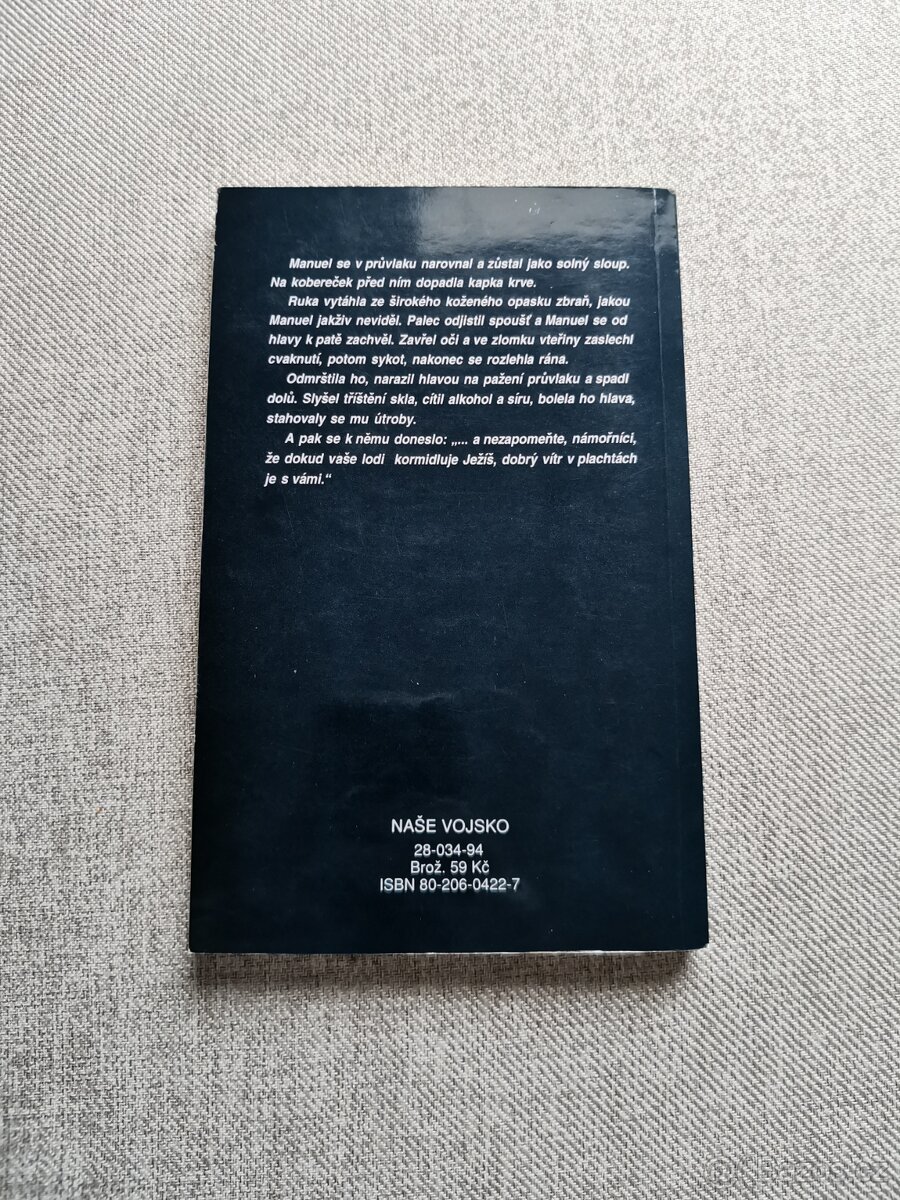 Manuel se v průvlaku narovnal a zůstal jako solný sloup.
Na kobereček před ním dopadla kapka krve.
Ruka vytáhla ze širokého koženého opasku zbraň, jakou
Manuel jakživ neviděl. Palec odjistil spoušť a Manuel se od
hlavy k patě zachvěl. Zavřel oči a ve zlomku vteřiny zaslechl
cvaknutí, potom sykot, nakonec se rozlehla rána.
Odmrštila ho, narazil hlavou na pažení průvlaku a spadl
dolů. Slyšel tříštění skla, cítil alkohol a síru, bolela ho hlava,
stahovaly se mu útroby.
A pak se k němu doneslo: „... a nezapomeňte, námořníci,
že dokud vaše lodi kormidluje Ježíš, dobrý vítr v plachtách
je s vámi.“
NAŠE VOJSKO
28-034-94
Brož. 59 Kč
ISBN 80-206-0422-7